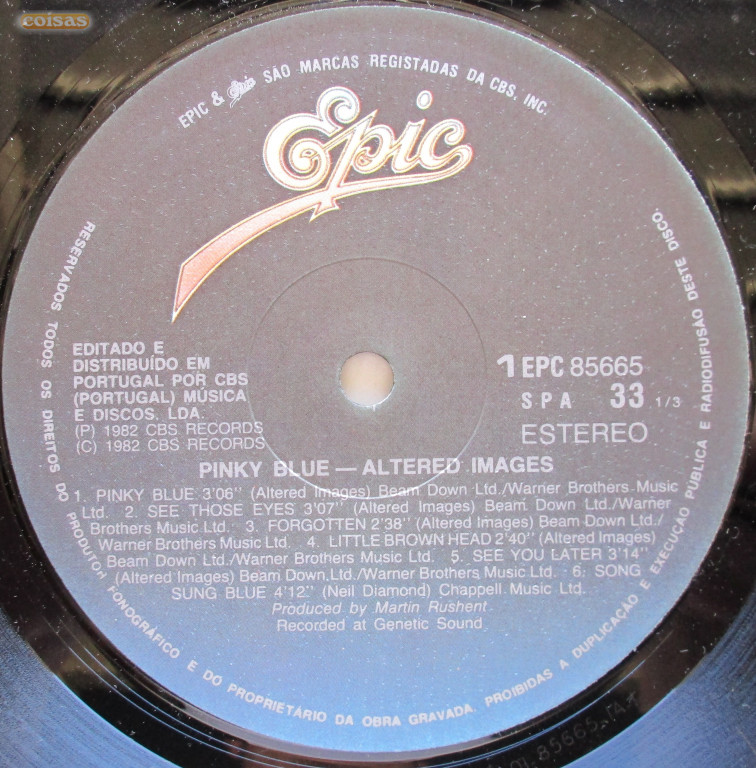 coisas
EPIC & Epic SÃO MARCAS REGISTADAS DA CBS, INC.
Epic
EDITADO E
DISTRIBUÍDO EM
PORTUGAL POR CBS
(PORTUGAL) MÚSICA
E DISCOS, LDA.
(P) 1982 CBS RECORDS
(C) 1982 CBS RECORDS
1 EPC 85665
SPA 33 1/3
ESTEREO
PINKY BLUE — ALTERED IMAGES
1. PINKY BLUE 3'06" (Altered Images) Beam Down Ltd./Warner Brothers Music
Ltd. 2. SEE THOSE EYES 3'07" (Altered Images) Beam Down Ltd./Warner
Brothers Music Ltd. 3. FORGOTTEN 2'38" (Altered Images) Beam Down Ltd./
Warner Brothers Music Ltd. 4. LITTLE BROWN HEAD 2'40" (Altered Images)
Beam Down Ltd./Warner Brothers Music Ltd. 5. SEE YOU LATER 3'14"
(Altered Images) Beam Down Ltd./Warner Brothers Music Ltd. 6. SONG
SUNG BLUE 4'12" (Neil Diamond) Chappell Music Ltd.
Produced by Martin Rushent
Recorded at Genetic Sound
RESERVADOS TODOS OS DIREITOS DO PRODUTOR FONOGRÁFICO E DO PROPRIETÁRIO DA OBRA GRAVADA. PROIBIDAS A DUPLICAÇÃO E EXECUÇÃO PÚBLICA E RADIODIFUSÃO DESTE DISCO.
85665